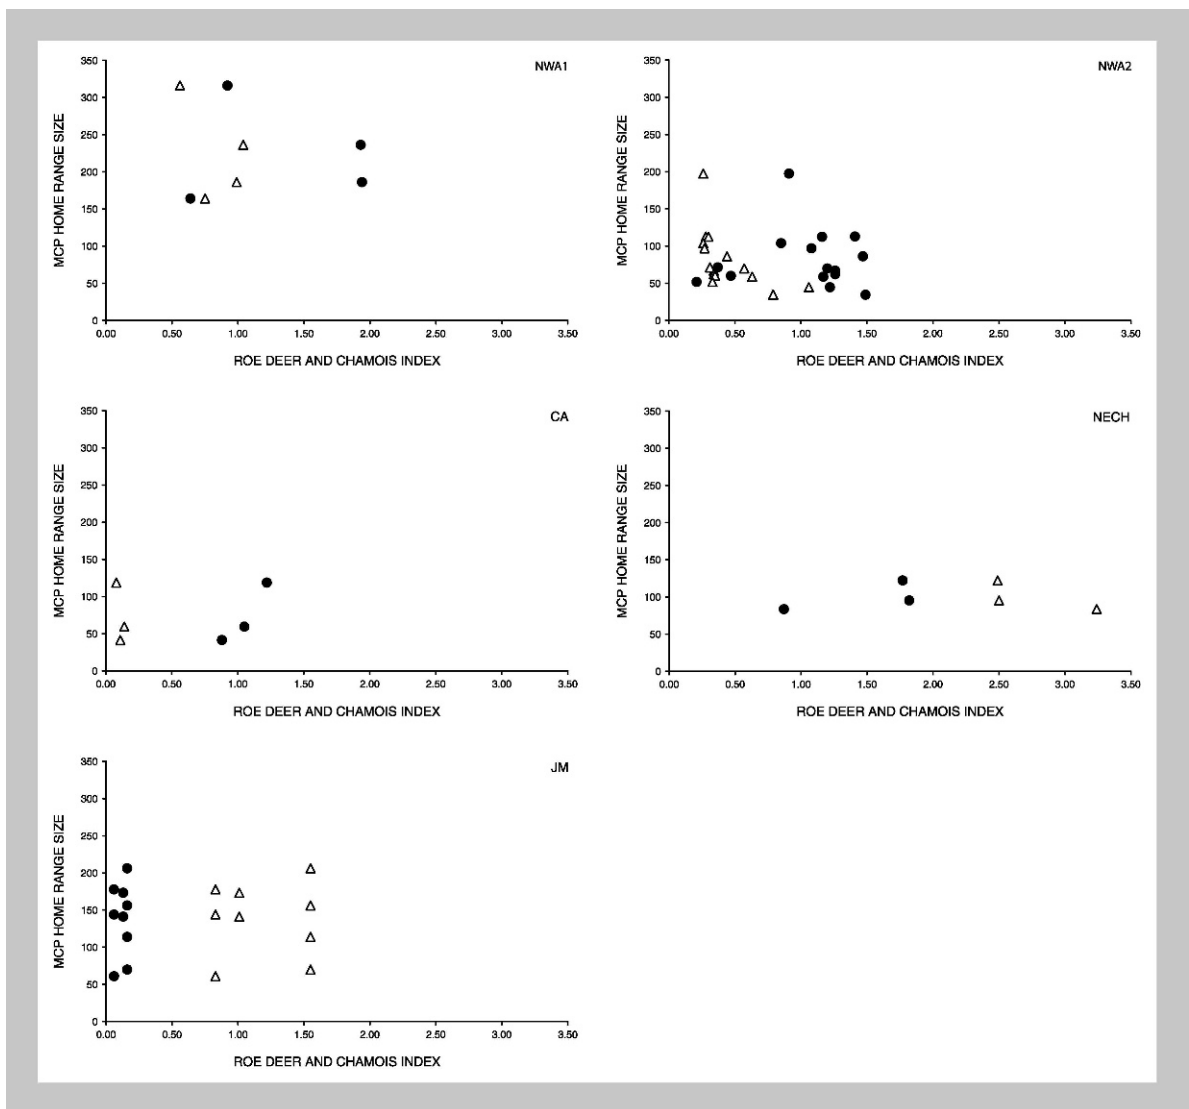 NWA1
MCP HOME RANGE SIZE
350
300
250
200
150
100
50
0
0.00 0.50 1.00 1.50 2.00 2.50 3.00 3.50
ROE DEER AND CHAMOIS INDEX
NWA2
MCP HOME RANGE SIZE
350
300
250
200
150
100
50
0
0.00 0.50 1.00 1.50 2.00 2.50 3.00 3.50
ROE DEER AND CHAMOIS INDEX
CA
MCP HOME RANGE SIZE
350
300
250
200
150
100
50
0
0.00 0.50 1.00 1.50 2.00 2.50 3.00 3.50
ROE DEER AND CHAMOIS INDEX
NECH
MCP HOME RANGE SIZE
350
300
250
200
150
100
50
0
0.00 0.50 1.00 1.50 2.00 2.50 3.00 3.50
ROE DEER AND CHAMOIS INDEX
JM
MCP HOME RANGE SIZE
350
300
250
200
150
100
50
0
0.00 0.50 1.00 1.50 2.00 2.50 3.00 3.50
ROE DEER AND CHAMOIS INDEX